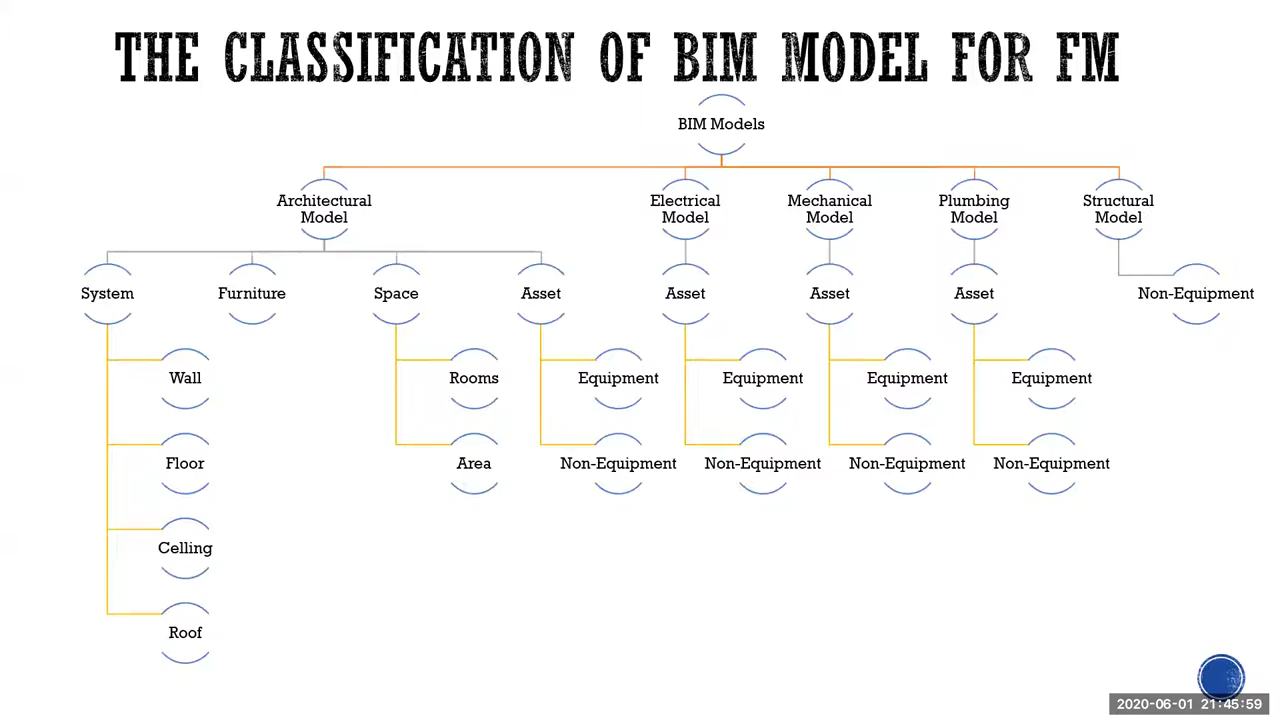 THE CLASSIFICATION OF BIM MODEL FOR FM
BIM Models
Architectural
Model
Electrical
Model
Mechanical
Model
Plumbing
Model
Structural
Model
System
Furniture
Space
Asset
Asset
Asset
Asset
Non-Equipment
Wall
Rooms
Equipment
Equipment
Equipment
Equipment
Floor
Area
Non-Equipment
Non-Equipment
Non-Equipment
Non-Equipment
Celling
Roof
2020-06-01 21:45:59